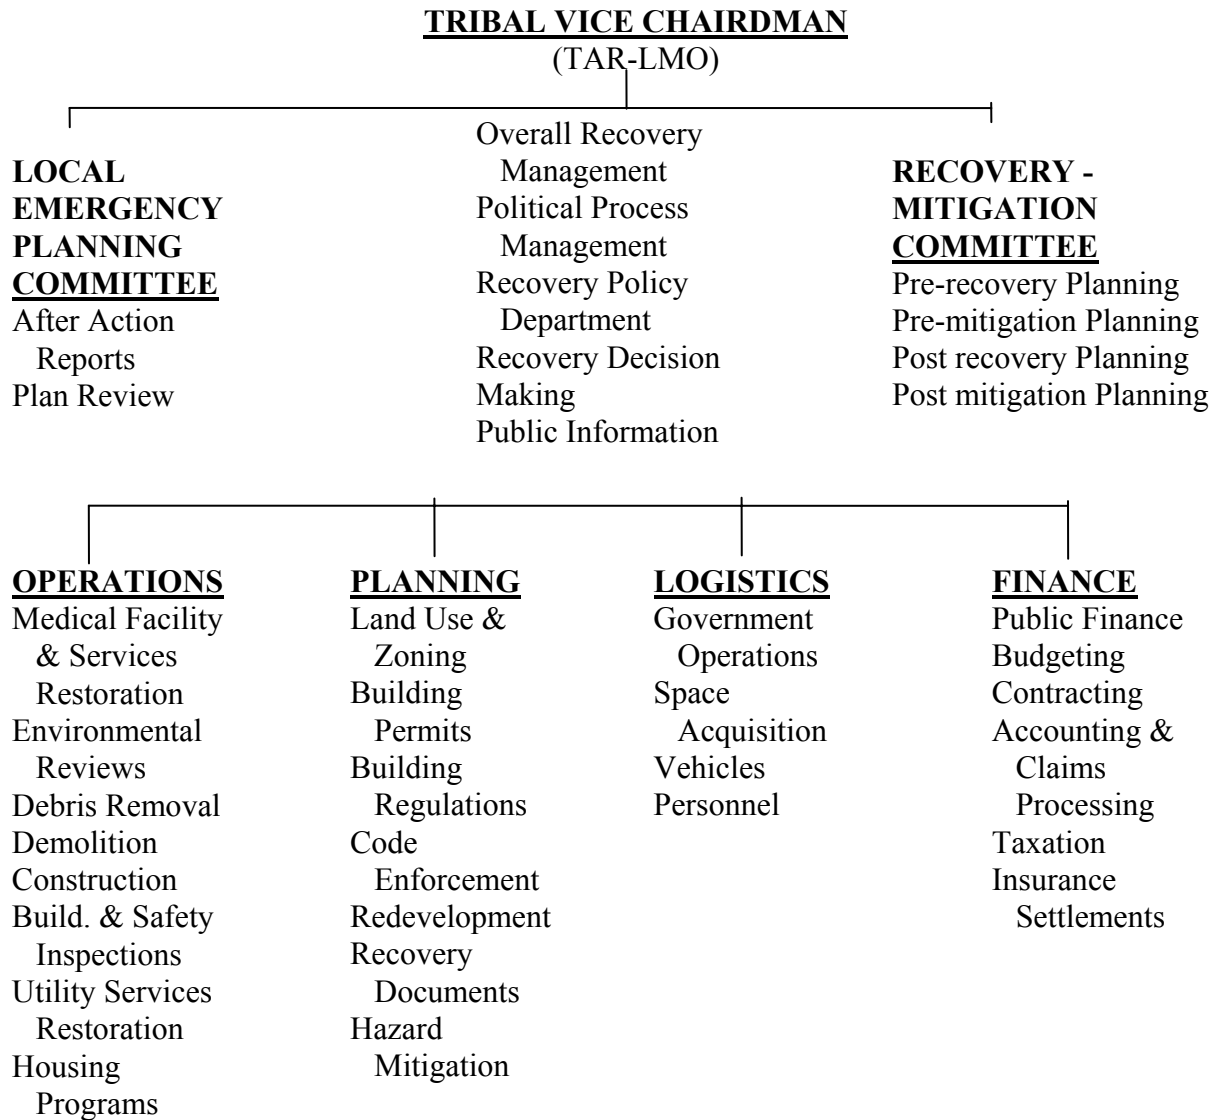 TRIBAL VICE CHAIRDMAN
(TAR-LMO)
LOCAL
EMERGENCY
PLANNING
COMMITTEE
After Action
Reports
Plan Review
Overall Recovery
Management
Political Process
Management
Recovery Policy
Department
Recovery Decision
Making
Public Information
RECOVERY -
MITIGATION
COMMITTEE
Pre-recovery Planning
Pre-mitigation Planning
Post recovery Planning
Post mitigation Planning
OPERATIONS
Medical Facility
& Services
Restoration
Environmental
Reviews
Debris Removal
Demolition
Construction
Build. & Safety
Inspections
Utility Services
Restoration
Housing
Programs
PLANNING
Land Use &
Zoning
Building
Permits
Building
Regulations
Code
Enforcement
Redevelopment
Recovery
Documents
Hazard
Mitigation
LOGISTICS
Government
Operations
Space
Acquisition
Vehicles
Personnel
FINANCE
Public Finance
Budgeting
Contracting
Accounting &
Claims
Processing
Taxation
Insurance
Settlements